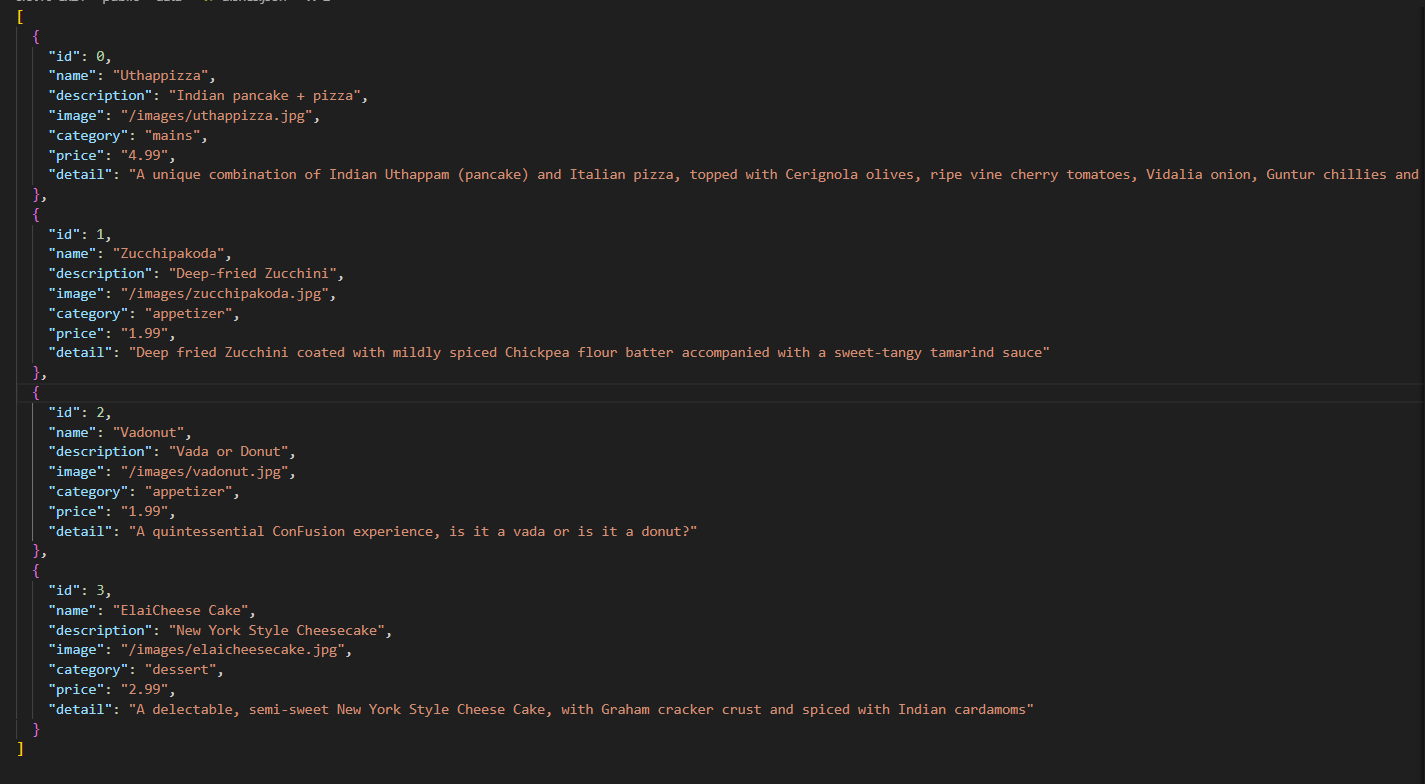 [
{
"id": 0,
"name": "Uthappizza",
"description": "Indian pancake + pizza",
"image": "/images/uthappizza.jpg",
"category": "mains",
"price": "4.99",
"detail": "A unique combination of Indian Uthappam (pancake) and Italian pizza, topped with Cerignola olives, ripe vine cherry tomatoes, Vidalia onion, Guntur chillies and
},
{
"id": 1,
"name": "Zucchipakoda",
"description": "Deep-fried Zucchini",
"image": "/images/zucchipakoda.jpg",
"category": "appetizer",
"price": "1.99",
"detail": "Deep fried Zucchini coated with mildly spiced Chickpea flour batter accompanied with a sweet-tangy tamarind sauce"
},
{
"id": 2,
"name": "Vadonut",
"description": "Vada or Donut",
"image": "/images/vadonut.jpg",
"category": "appetizer",
"price": "1.99",
"detail": "A quintessential ConFusion experience, is it a vada or is it a donut?"
},
{
"id": 3,
"name": "ElaiCheese Cake",
"description": "New York Style Cheesecake",
"image": "/images/elaicheesecake.jpg",
"category": "dessert",
"price": "2.99",
"detail": "A delectable, semi-sweet New York Style Cheese Cake, with Graham cracker crust and spiced with Indian cardamoms"
}
]